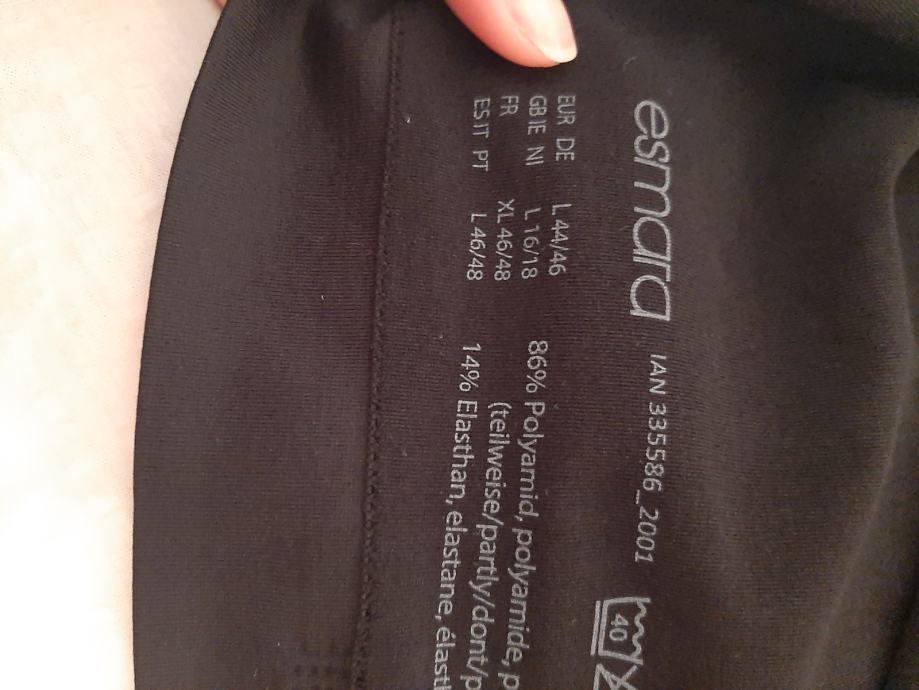 esmara IAN 335586_2001 40
EUR DE L 44/46
GB IE NI L 16/18
FR XL 46/48
ES IT PT L 46/48
86% Polyamid, polyamide,
(teilweise/partly/dont/
14% Elasthan, elastane,